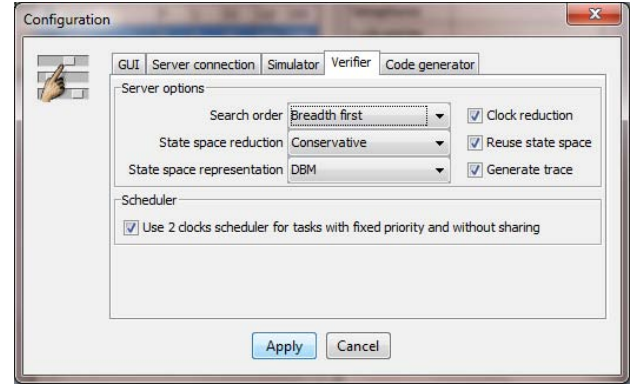 Configuration
GUI Server connection Simulator Verifier Code generator
Server options
Search order Breadth first Clock reduction
State space reduction Conservative Reuse state space
State space representation DBM Generate trace
Scheduler
Use 2 clocks scheduler for tasks with fixed priority and without sharing
Apply Cancel